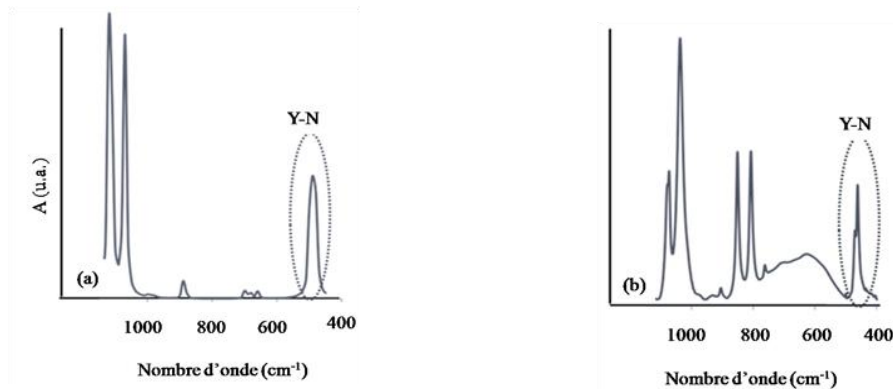 Y-N
A (u.a.)
(a)
1000 800 600 400
Nombre d'onde (cm-1)
Y-N
(b)
1000 800 600 400
Nombre d'onde (cm-1)